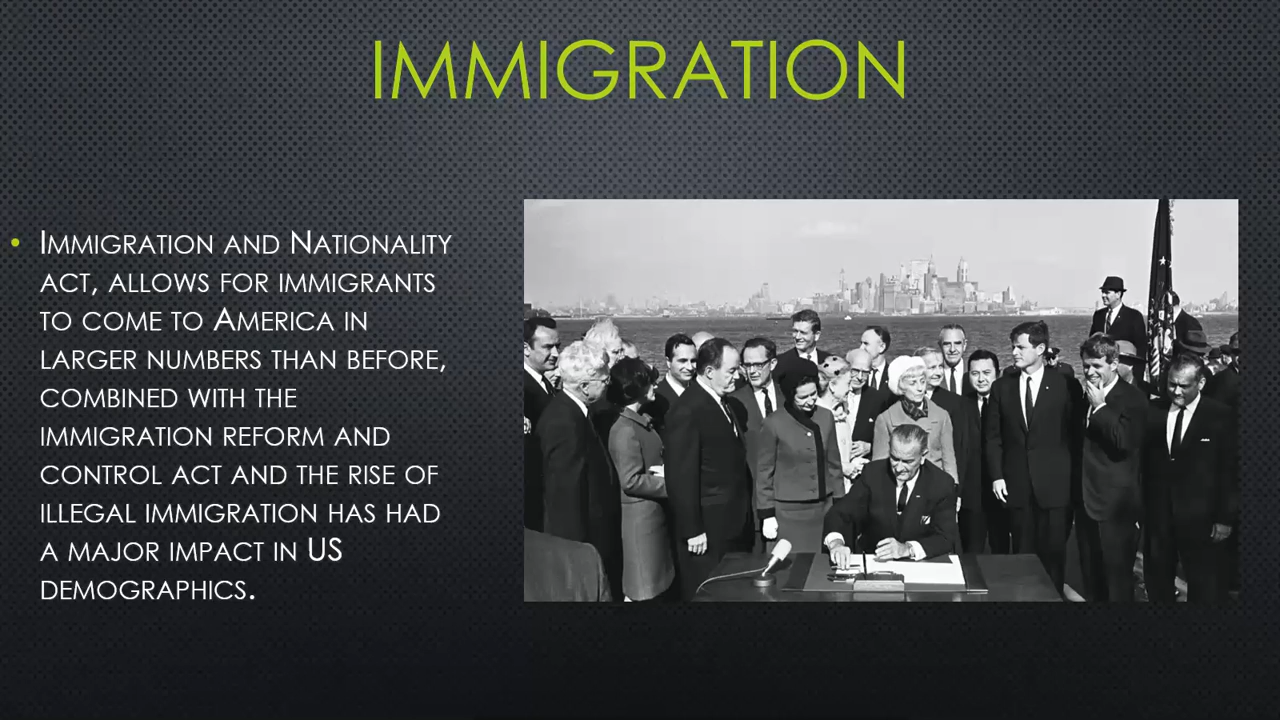 IMMIGRATION
• Immigration and Nationality
act, allows for immigrants
to come to America in
larger numbers than before,
combined with the
immigration reform and
control act and the rise of
illegal immigration has had
a major impact in US
demographics.